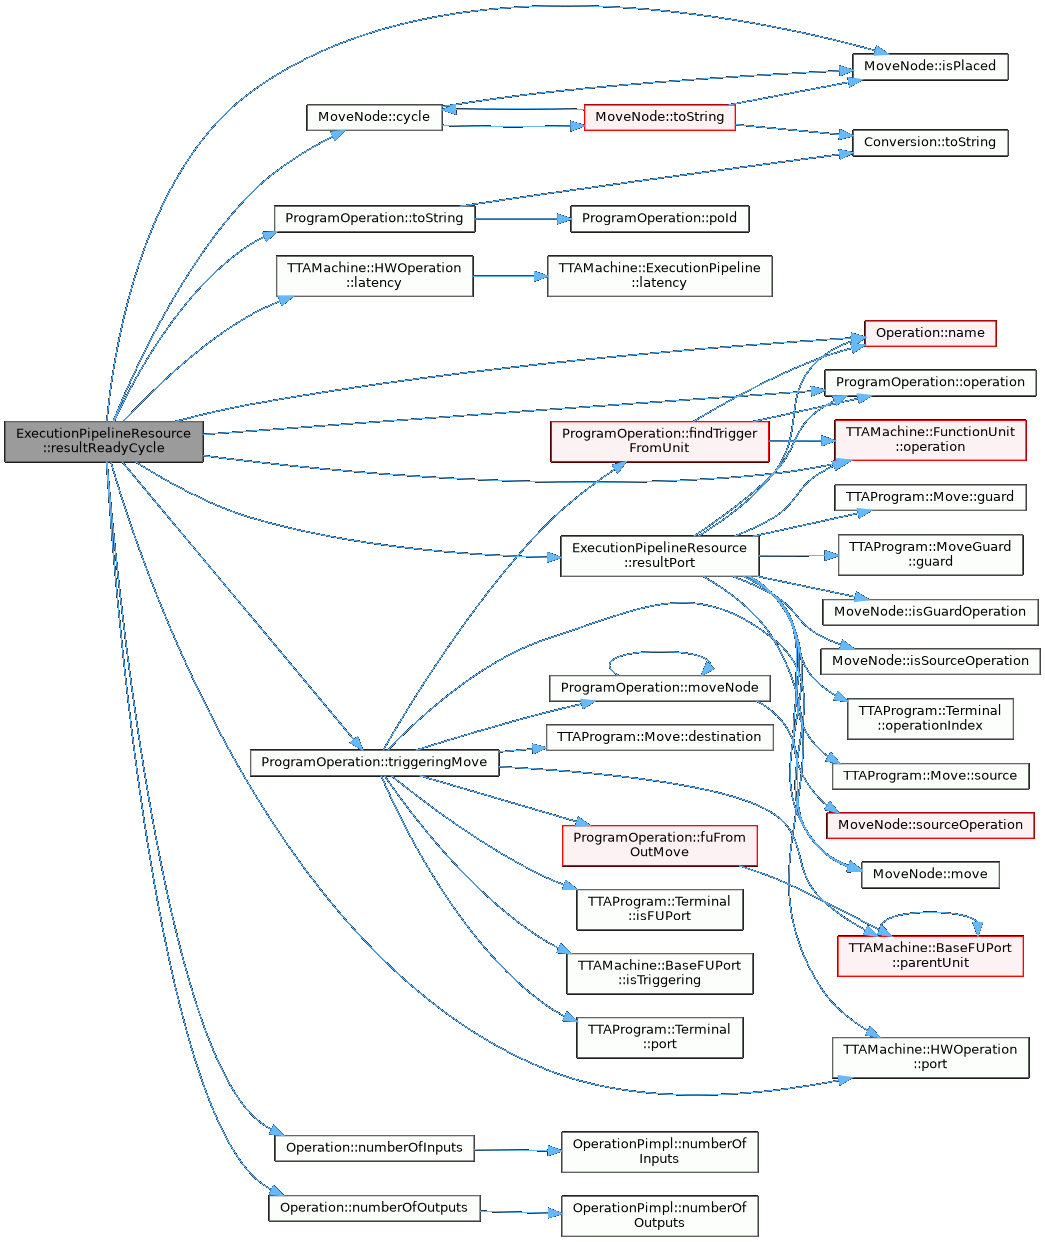 MoveNode::isPlaced
MoveNode::cycle
MoveNode::toString
Conversion::toString
ProgramOperation::toString
ProgramOperation::poId
TTAMachine::HWOperation
::latency
TTAMachine::ExecutionPipeline
::latency
Operation::name
ProgramOperation::operation
ExecutionPipelineResource
::resultReadyCycle
ProgramOperation::findTrigger
FromUnit
TTAMachine::FunctionUnit
::operation
TTAProgram::Move::guard
ExecutionPipelineResource
::resultPort
TTAProgram::MoveGuard
::guard
MoveNode::isGuardOperation
MoveNode::isSourceOperation
ProgramOperation::moveNode
TTAProgram::Terminal
::operationIndex
TTAProgram::Move::destination
ProgramOperation::triggeringMove
TTAProgram::Move::source
MoveNode::sourceOperation
ProgramOperation::fuFrom
OutMove
MoveNode::move
TTAProgram::Terminal
::isFUPort
TTAMachine::BaseFUPort
::parentUnit
TTAMachine::BaseFUPort
::isTriggering
TTAProgram::Terminal
::port
TTAMachine::HWOperation
::port
Operation::numberOfInputs
OperationPimpl::numberOf
Inputs
Operation::numberOfOutputs
OperationPimpl::numberOf
Outputs